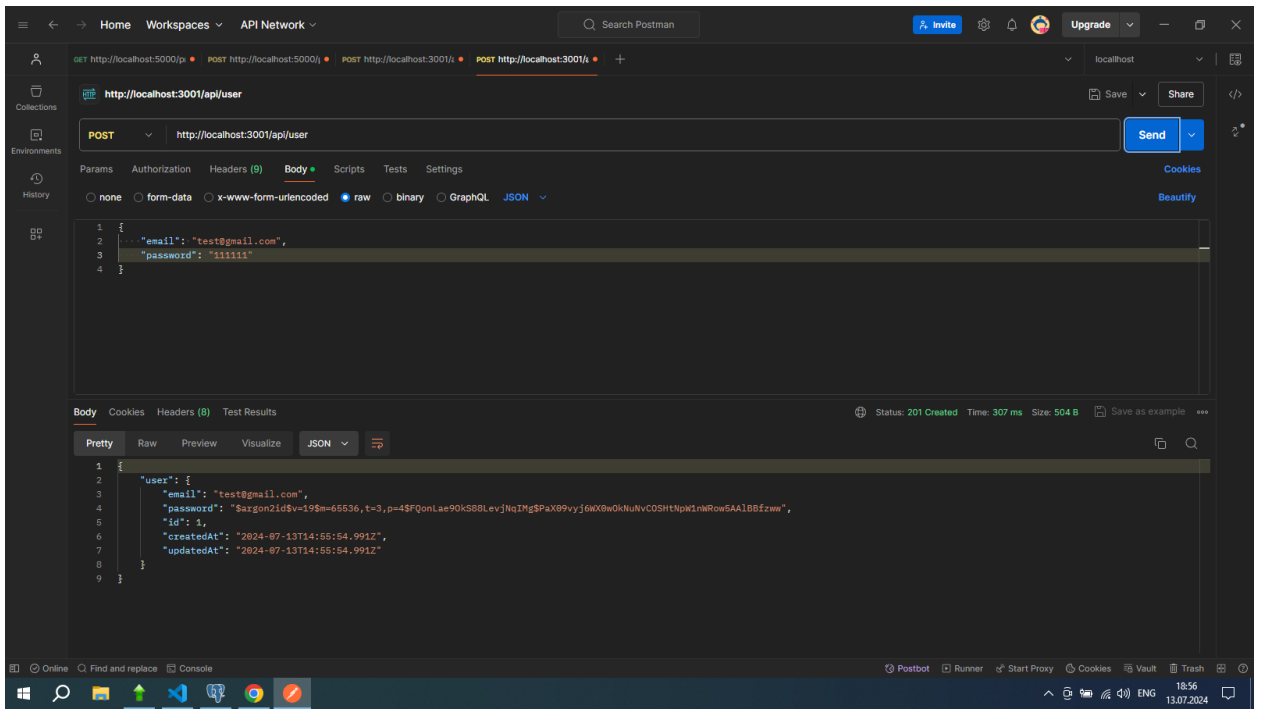 Home Workspaces API Network Search Postman Invite Upgrade
GET http://localhost:5000/p POST http://localhost:5000/ POST http://localhost:3001/ POST http://localhost:3001/ localhost
http://localhost:3001/api/user Save Share
Collections
POST http://localhost:3001/api/user Send
Environments
Params Authorization Headers (9) Body Scripts Tests Settings Cookies
History
none form-data x-www-form-urlencoded raw binary GraphQL JSON Beautify
1 {
2 "email": "test@gmail.com",
3 "password": "111111"
4 }
Body Cookies Headers (8) Test Results Status: 201 Created Time: 307 ms Size: 504 B Save as example
Pretty Raw Preview Visualize JSON
1 {
2 "user": {
3 "email": "test@gmail.com",
4 "password": "$argon2id$v=19$m=65536,t=3,p=4$FQonLae9OkS88LevjNqIMg$PaX09vyj6WX0wOkNuNvCOSHtNpW1nWRow5AAlBBfzww",
5 "id": 1,
6 "createdAt": "2024-07-13T14:55:54.991Z",
7 "updatedAt": "2024-07-13T14:55:54.991Z"
8 }
9 }
Online Find and replace Console Postbot Runner Start Proxy Cookies Vault Trash
ENG 18:56
13.07.2024